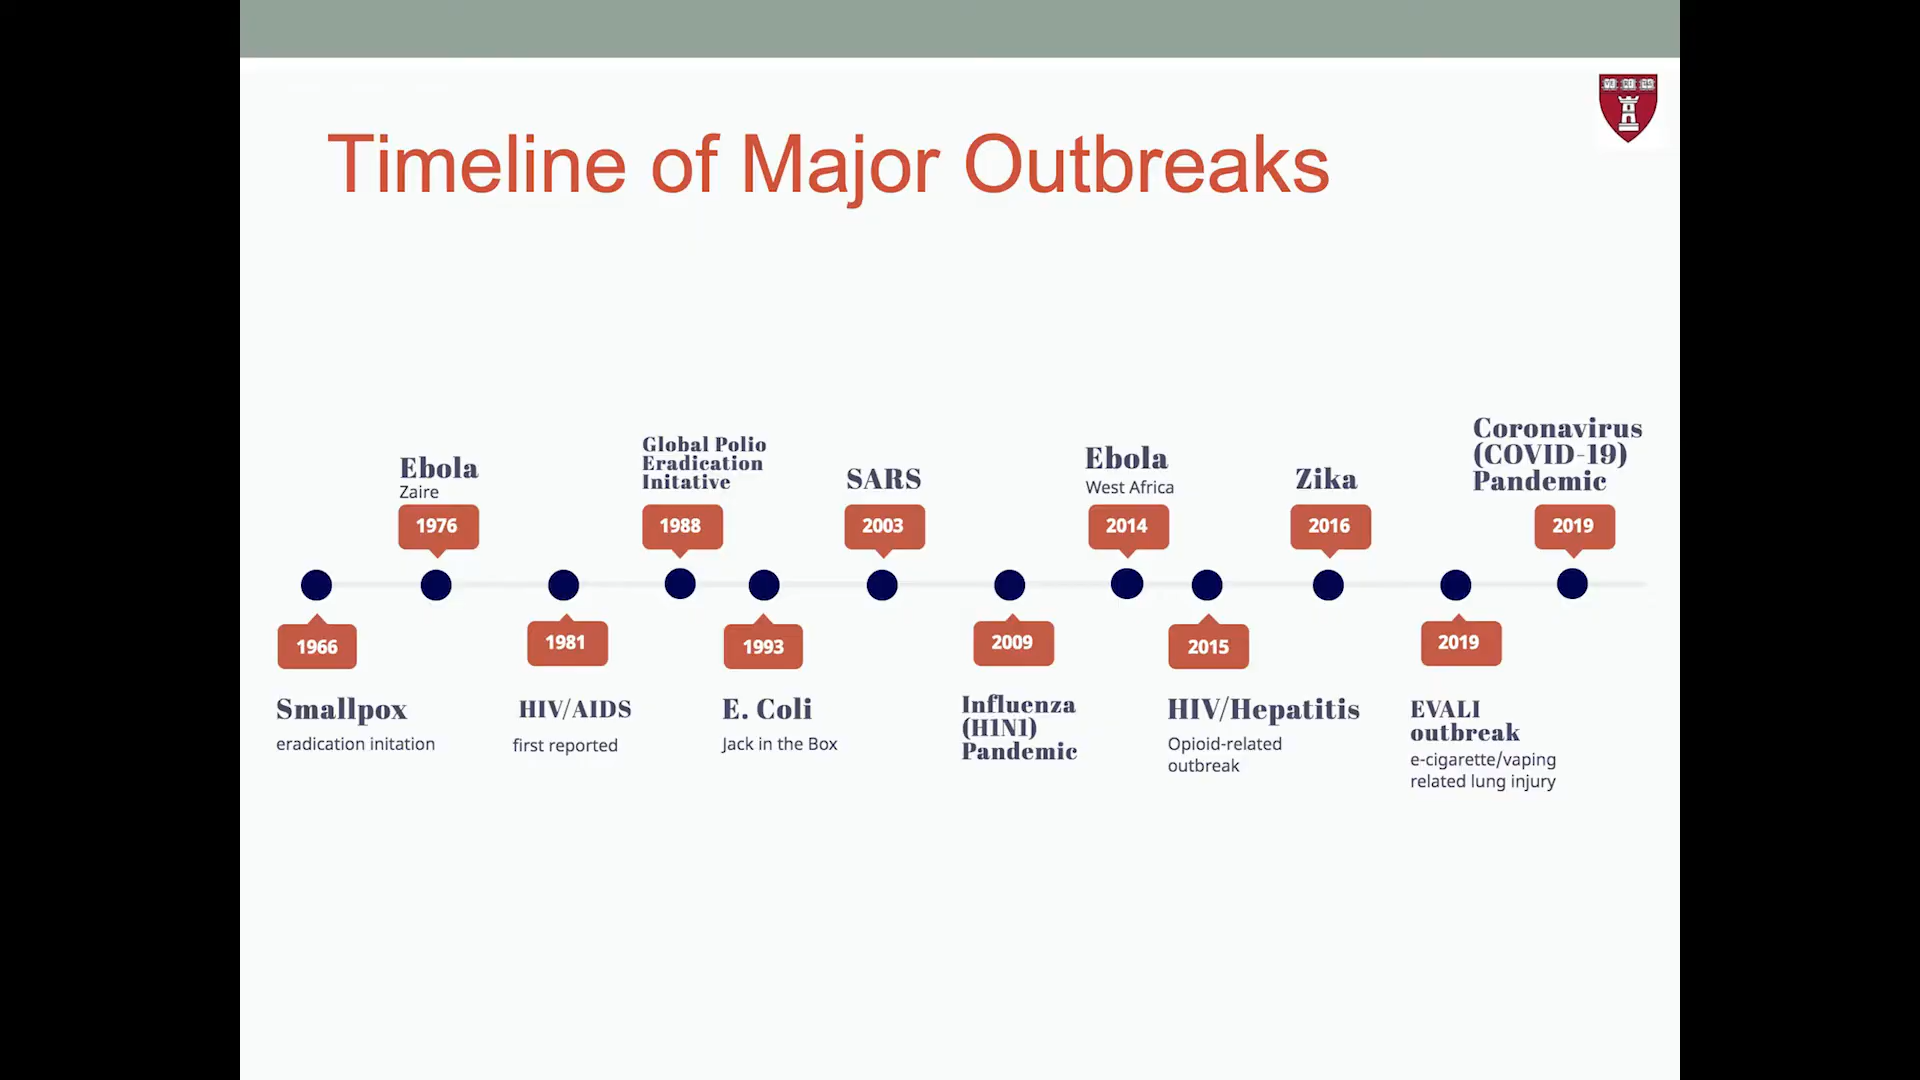 Timeline of Major Outbreaks
Smallpox
eradication initation
1966
Ebola
Zaire
1976
HIV/AIDS
first reported
1981
Global Polio
Eradication
Initative
1988
E. Coli
Jack in the Box
1993
SARS
2003
Influenza
(H1N1)
Pandemic
2009
Ebola
West Africa
2014
HIV/Hepatitis
Opioid-related
outbreak
2015
Zika
2016
EVALI
outbreak
e-cigarette/vaping
related lung injury
2019
Coronavirus
(COVID-19)
Pandemic
2019